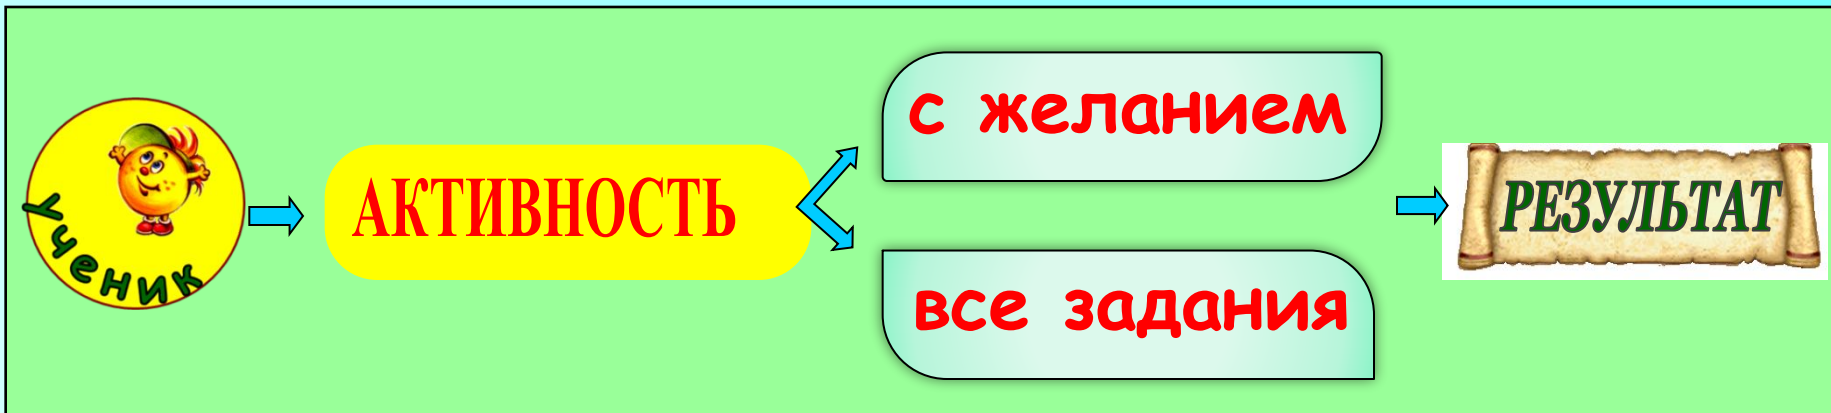 ученик
АКТИВНОСТЬ
с желанием
все задания
РЕЗУЛЬТАТ